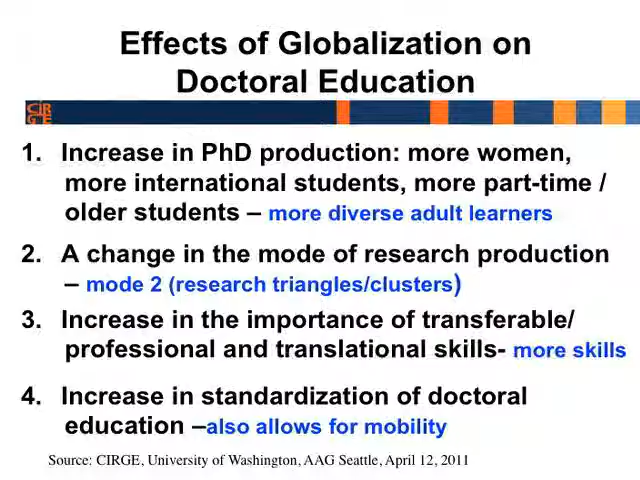 Effects of Globalization on
Doctoral Education
CIR
GE
1. Increase in PhD production: more women,
more international students, more part-time /
older students – more diverse adult learners
2. A change in the mode of research production
– mode 2 (research triangles/clusters)
3. Increase in the importance of transferable/
professional and translational skills- more skills
4. Increase in standardization of doctoral
education –also allows for mobility
Source: CIRGE, University of Washington, AAG Seattle, April 12, 2011